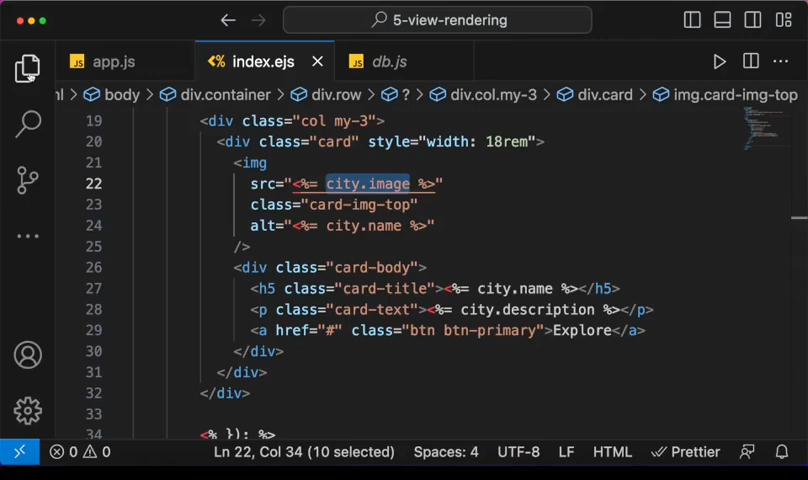 5-view-rendering
JS app.js <%= index.ejs × JS db.js
ml > body > div.container > div.row > ? > div.col.my-3 > div.card > img.card-img-top
19 <div class="col my-3">
20 <div class="card" style="width: 18rem">
21 <img
22 src="<%= city.image %>"
23 class="card-img-top"
24 alt="<%= city.name %>"
25 />
26 <div class="card-body">
27 <h5 class="card-title"><%= city.name %></h5>
28 <p class="card-text"><%= city.description %></p>
29 <a href="#" class="btn btn-primary">Explore</a>
30 </div>
31 </div>
32 </div>
33
34 <% }); %>
0 0 Ln 22, Col 34 (10 selected) Spaces: 4 UTF-8 LF HTML Prettier